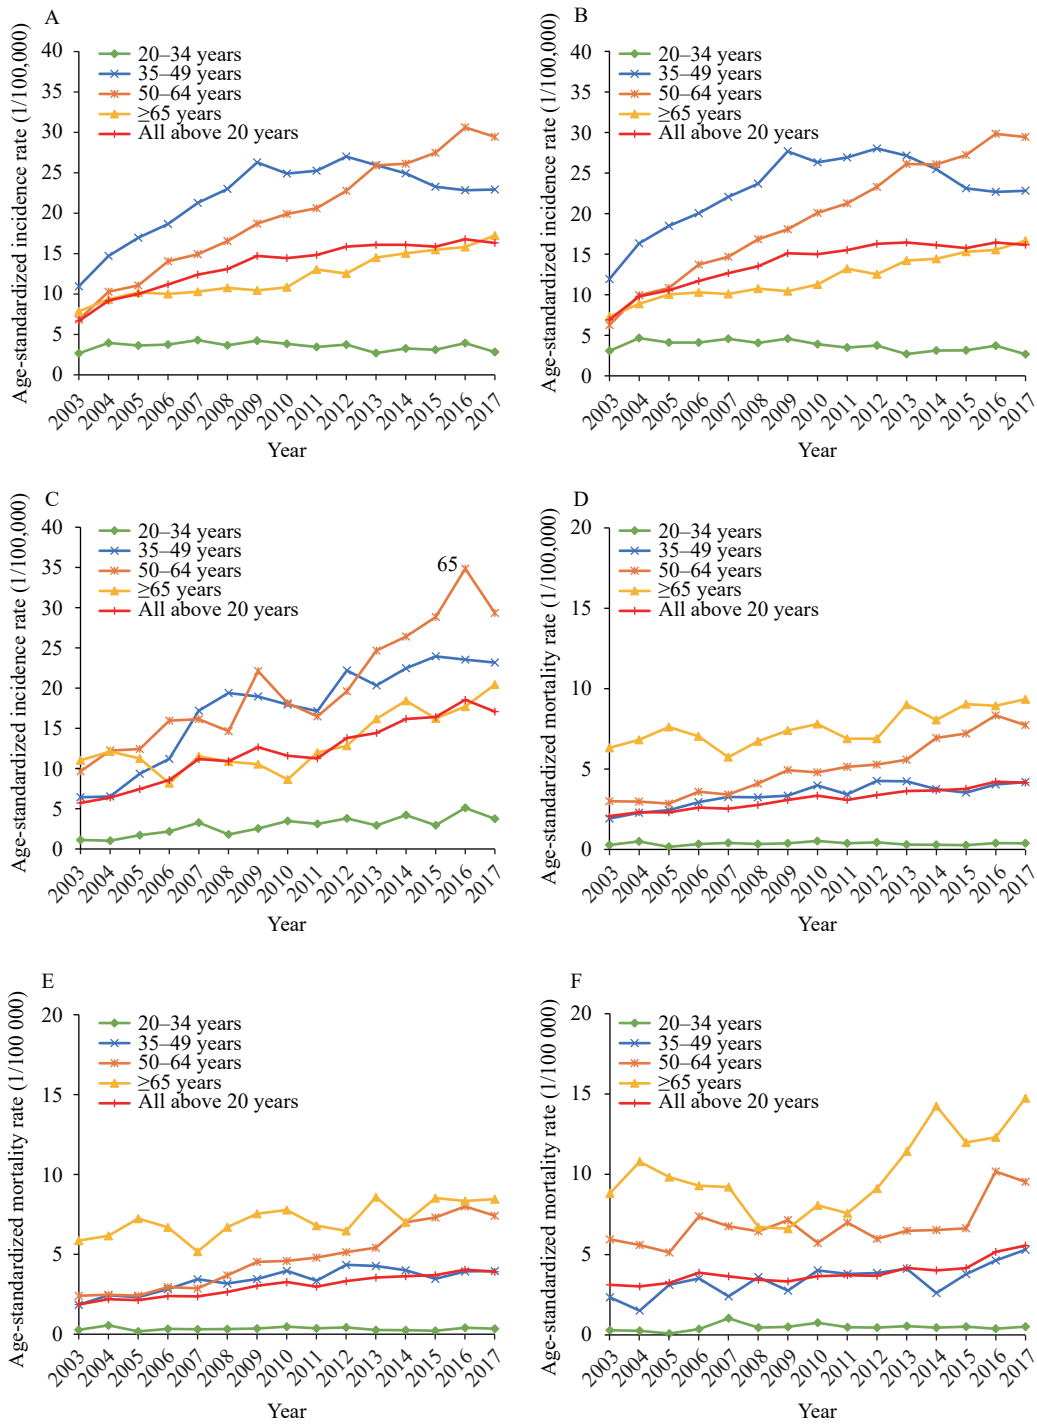 A
Age-standardized incidence rate (1/100,000)
40
35
30
25
20
15
10
5
0
20–34 years
35–49 years
50–64 years
≥65 years
All above 20 years
2003 2004 2005 2006 2007 2008 2009 2010 2011 2012 2013 2014 2015 2016 2017
Year
B
Age-standardized incidence rate (1/100,000)
40
35
30
25
20
15
10
5
0
20–34 years
35–49 years
50–64 years
≥65 years
All above 20 years
2003 2004 2005 2006 2007 2008 2009 2010 2011 2012 2013 2014 2015 2016 2017
Year
C
Age-standardized incidence rate (1/100,000)
40
35
30
25
20
15
10
5
0
20–34 years
35–49 years
50–64 years
≥65 years
All above 20 years
65
2003 2004 2005 2006 2007 2008 2009 2010 2011 2012 2013 2014 2015 2016 2017
Year
D
Age-standardized mortality rate (1/100,000)
20
15
10
5
0
20–34 years
35–49 years
50–64 years
≥65 years
All above 20 years
2003 2004 2005 2006 2007 2008 2009 2010 2011 2012 2013 2014 2015 2016 2017
Year
E
Age-standardized mortality rate (1/100 000)
20
15
10
5
0
20–34 years
35–49 years
50–64 years
≥65 years
All above 20 years
2003 2004 2005 2006 2007 2008 2009 2010 2011 2012 2013 2014 2015 2016 2017
Year
F
Age-standardized mortality rate (1/100 000)
20
15
10
5
0
20–34 years
35–49 years
50–64 years
≥65 years
All above 20 years
2003 2004 2005 2006 2007 2008 2009 2010 2011 2012 2013 2014 2015 2016 2017
Year